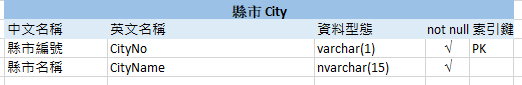 縣市 City
中文名稱 英文名稱 資料型態 not null 索引鍵
縣市編號 CityNo varchar(1) √ PK
縣市名稱 CityName nvarchar(15) √